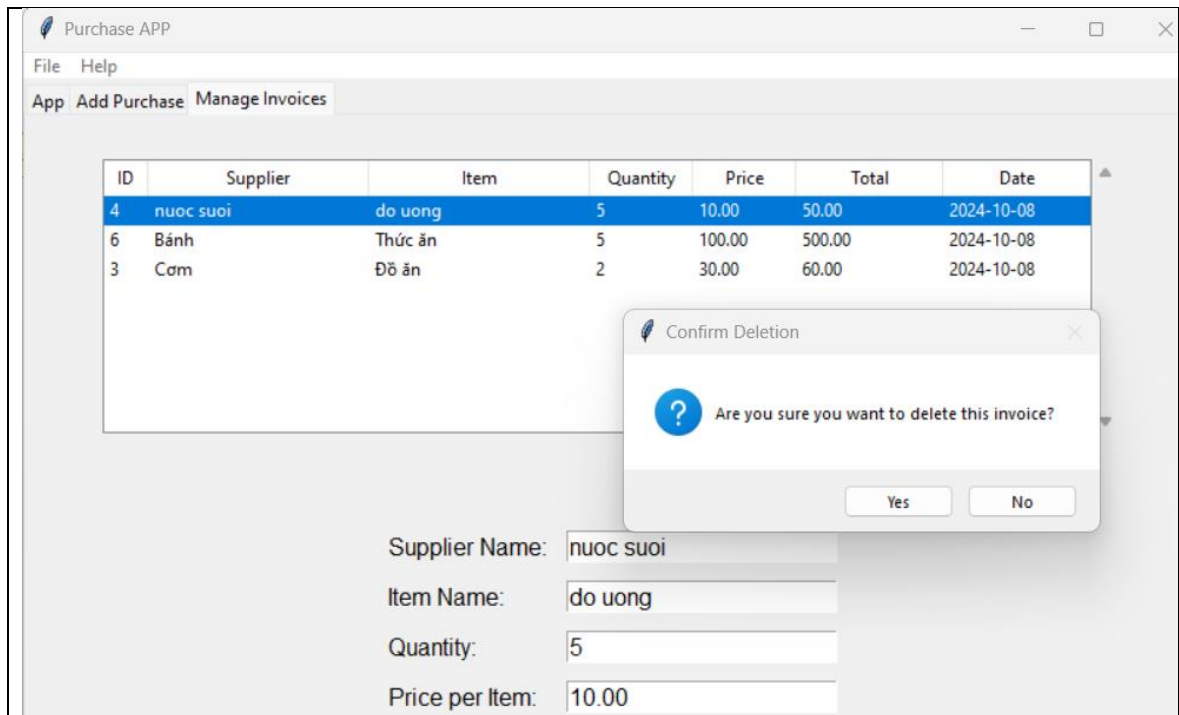 Purchase APP
File Help
App Add Purchase Manage Invoices
ID Supplier Item Quantity Price Total Date
4 nuoc suoi do uong 5 10.00 50.00 2024-10-08
6 Bánh Thức ăn 5 100.00 500.00 2024-10-08
3 Cơm Đồ ăn 2 30.00 60.00 2024-10-08
Confirm Deletion
Are you sure you want to delete this invoice?
Yes No
Supplier Name: nuoc suoi
Item Name: do uong
Quantity: 5
Price per Item: 10.00